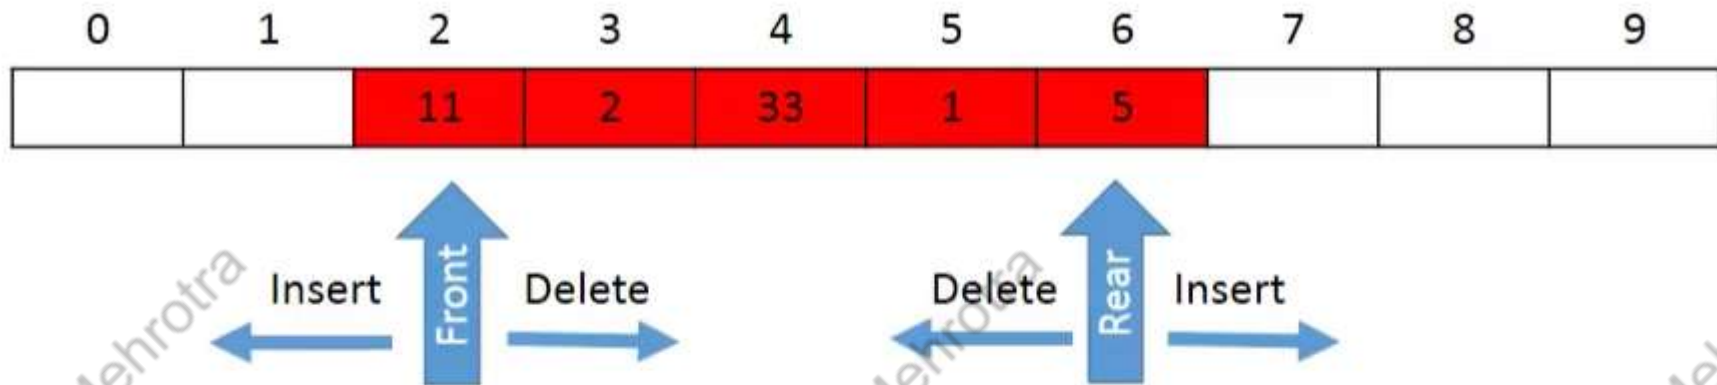 0 1 2 3 4 5 6 7 8 9
11 2 33 1 5
Insert Front Delete Delete Rear Insert